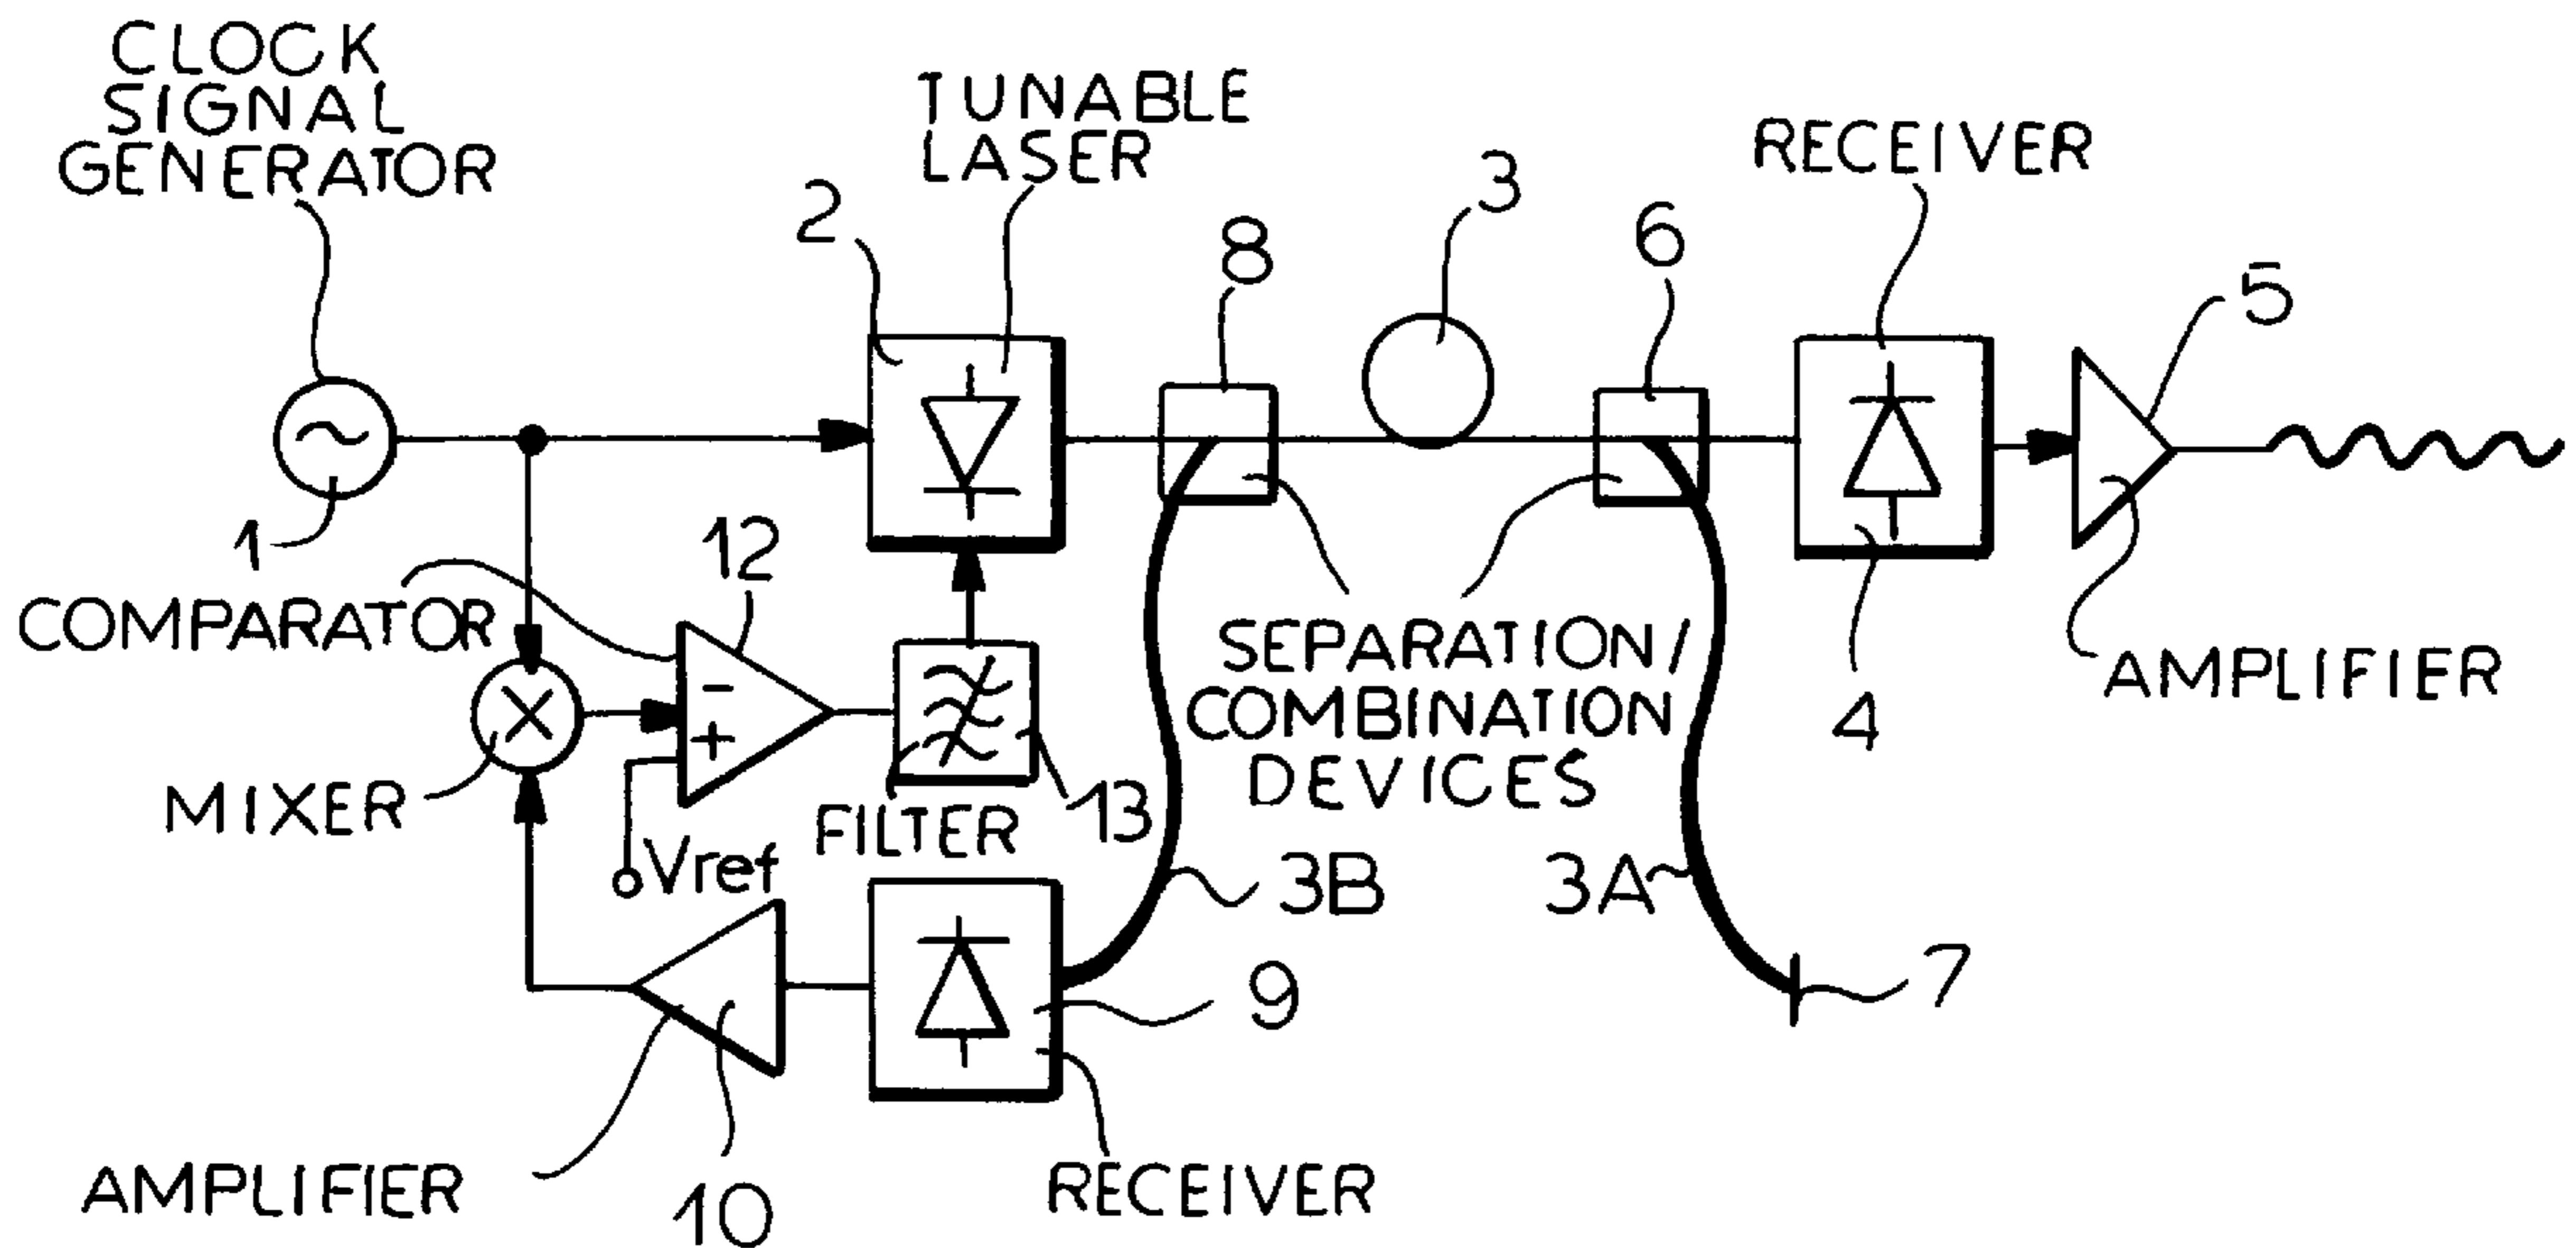 CLOCK
SIGNAL
GENERATOR
TUNABLE
LASER
RECEIVER
2
8
3
6
5
1
COMPARATOR
12
- 
+
MIXER
Vref
FILTER
13
SEPARATION/
COMBINATION
DEVICES
4
AMPLIFIER
3B
3A
9
7
AMPLIFIER
10
RECEIVER